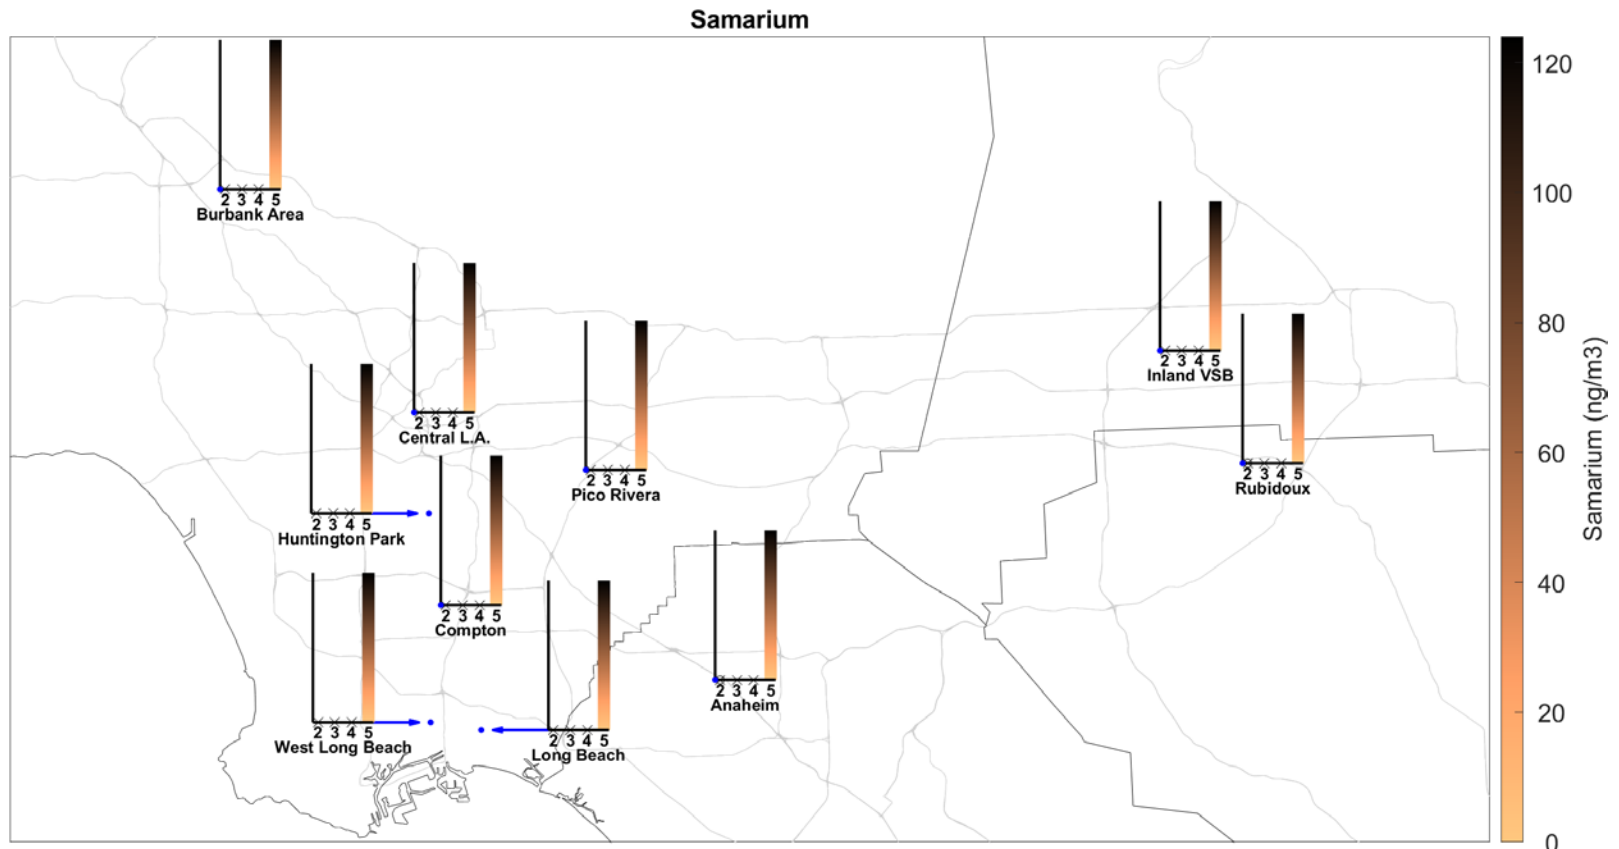 Samarium
2 3 4 5
Burbank Area
2 3 4 5
Inland VSB
2 3 4 5
Central L.A.
2 3 4 5
Pico Rivera
2 3 4 5
Rubidoux
2 3 4 5
Huntington Park
2 3 4 5
Compton
2 3 4 5
Anaheim
2 3 4 5
West Long Beach
2 3 4 5
Long Beach
120
100
80
60
40
20
0
Samarium (ng/m3)